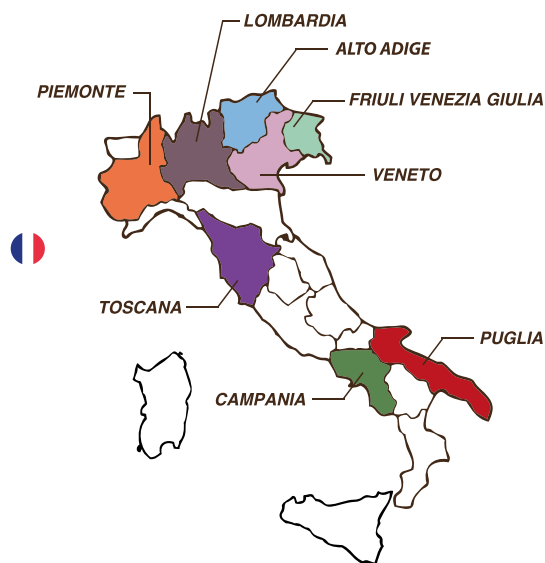 LOMBARDIA
ALTO ADIGE
PIEMONTE
FRIULI VENEZIA GIULIA
VENETO
TOSCANA
PUGLIA
CAMPANIA